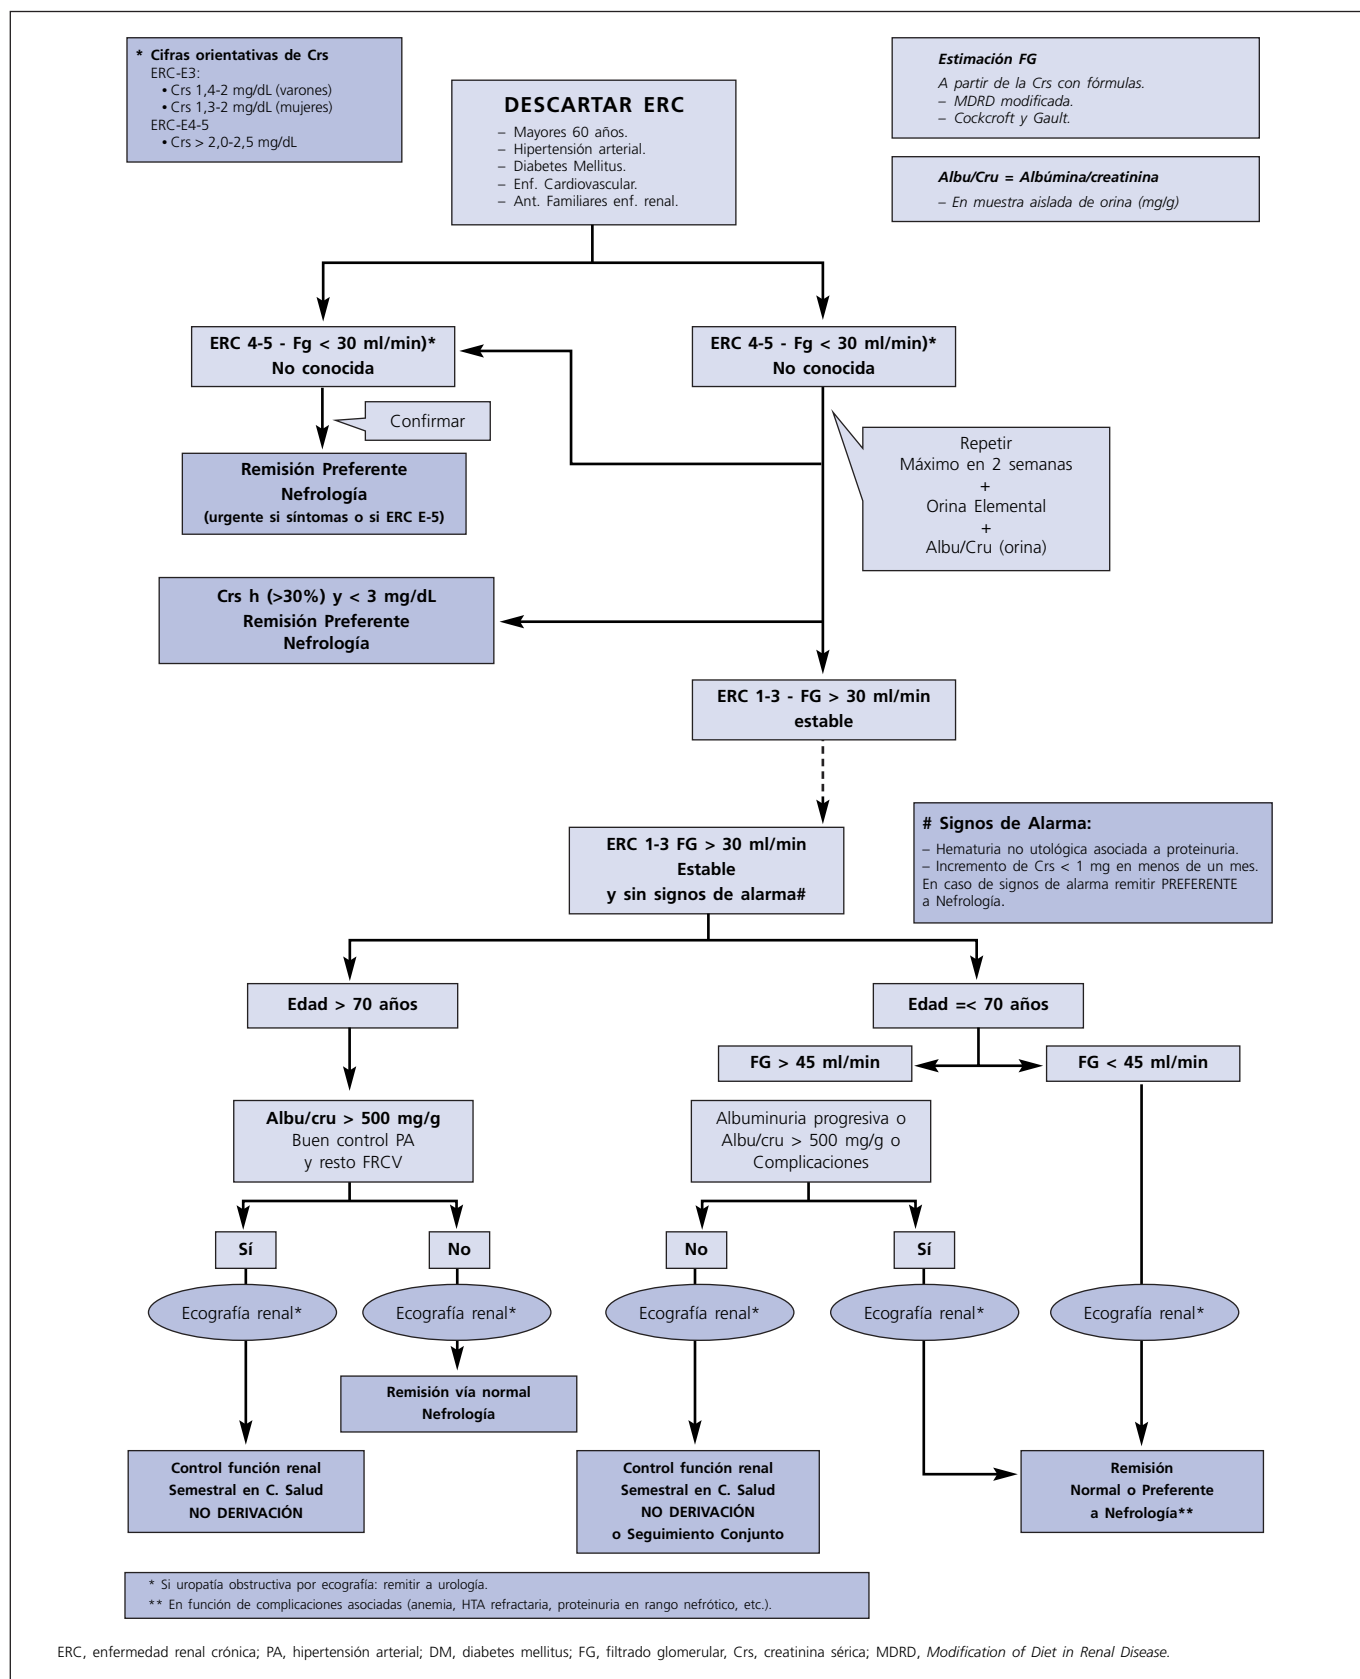 * Cifras orientativas de Crs
ERC-E3:
• Crs 1,4-2 mg/dL (varones)
• Crs 1,3-2 mg/dL (mujeres)
ERC-E4-5
• Crs > 2,0-2,5 mg/dL
DESCARTAR ERC
– Mayores 60 años.
– Hipertensión arterial.
– Diabetes Mellitus.
– Enf. Cardiovascular.
– Ant. Familiares enf. renal.
Estimación FG
A partir de la Crs con fórmulas.
– MDRD modificada.
– Cockcroft y Gault.
Albu/Cru = Albúmina/creatinina
– En muestra aislada de orina (mg/g)
ERC 4-5 - Fg < 30 ml/min)*
No conocida
ERC 4-5 - Fg < 30 ml/min)*
No conocida
Confirmar
Repetir
Máximo en 2 semanas
+
Orina Elemental
+
Albu/Cru (orina)
Remisión Preferente
Nefrología
(urgente si síntomas o si ERC E-5)
Crs h (>30%) y < 3 mg/dL
Remisión Preferente
Nefrología
ERC 1-3 - FG > 30 ml/min
estable
ERC 1-3 FG > 30 ml/min
Estable
y sin signos de alarma#
# Signos de Alarma:
– Hematuria no utológica asociada a proteinuria.
– Incremento de Crs < 1 mg en menos de un mes.
En caso de signos de alarma remitir PREFERENTE
a Nefrología.
Edad > 70 años
Edad =< 70 años
FG > 45 ml/min
FG < 45 ml/min
Albu/cru > 500 mg/g
Buen control PA
y resto FRCV
Albuminuria progresiva o
Albu/cru > 500 mg/g o
Complicaciones
Sí
No
No
Sí
Ecografía renal*
Ecografía renal*
Ecografía renal*
Ecografía renal*
Ecografía renal*
Remisión vía normal
Nefrología
Control función renal
Semestral en C. Salud
NO DERIVACIÓN
Control función renal
Semestral en C. Salud
NO DERIVACIÓN
o Seguimiento Conjunto
Remisión
Normal o Preferente
a Nefrología**
* Si uropatía obstructiva por ecografía: remitir a urología.
** En función de complicaciones asociadas (anemia, HTA refractaria, proteinuria en rango nefrótico, etc.).
ERC, enfermedad renal crónica; PA, hipertensión arterial; DM, diabetes mellitus; FG, filtrado glomerular, Crs, creatinina sérica; MDRD, Modification of Diet in Renal Disease.